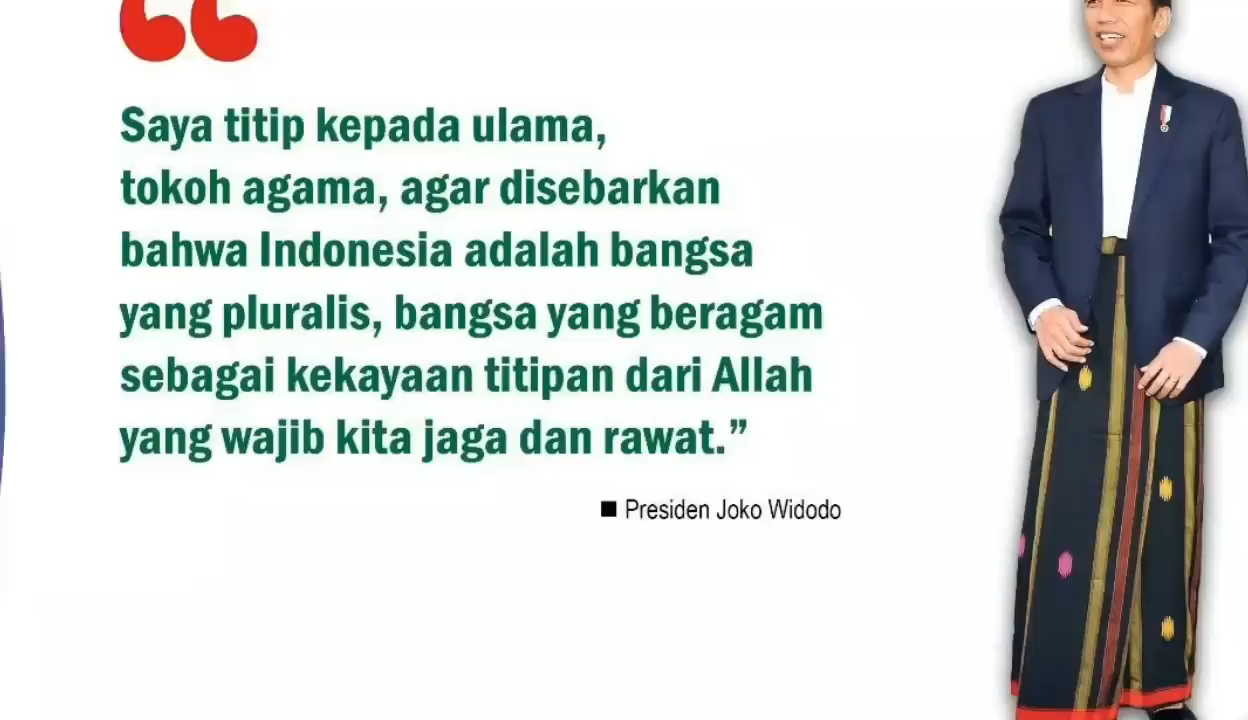 Saya titip kepada ulama,
tokoh agama, agar disebarkan
bahwa Indonesia adalah bangsa
yang pluralis, bangsa yang beragam
sebagai kekayaan titipan dari Allah
yang wajib kita jaga dan rawat.”
■ Presiden Joko Widodo